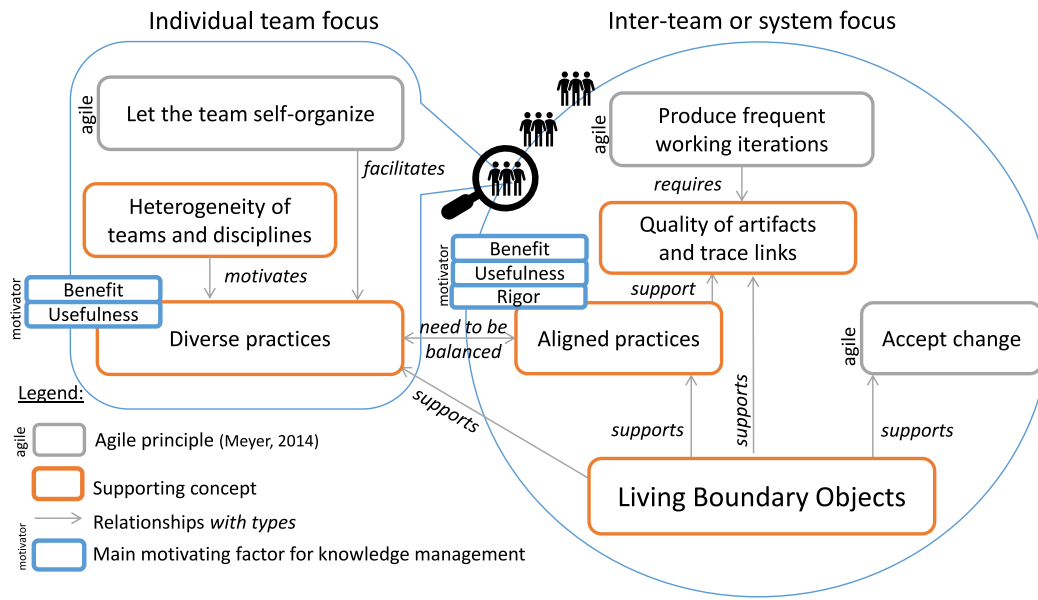 Individual team focus
Inter-team or system focus
agile
Let the team self-organize
facilitates
Heterogeneity of
teams and disciplines
motivates
motivator
Benefit
Usefulness
Diverse practices
need to be
balanced
supports
agile
Produce frequent
working iterations
requires
Quality of artifacts
and trace links
motivator
Benefit
Usefulness
Rigor
support
Aligned practices
agile
Accept change
supports
supports
supports
Living Boundary Objects
Legend:
agile
Agile principle (Meyer, 2014)
Supporting concept
Relationships with types
motivator
Main motivating factor for knowledge management